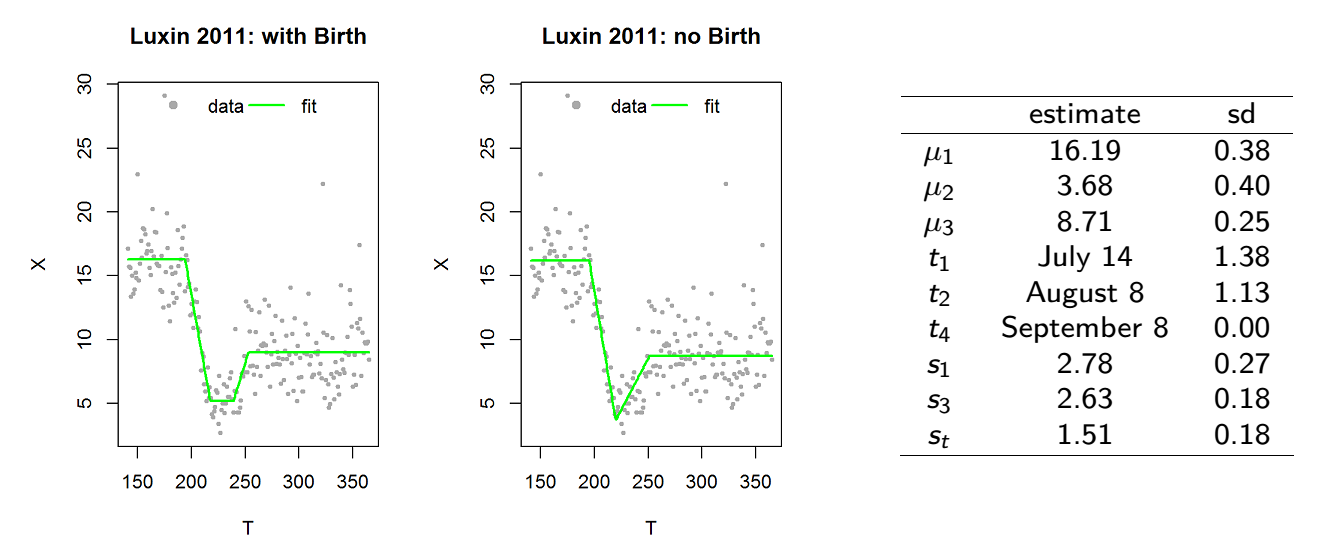 Luxin 2011: with Birth
X
30
25
20
15
10
5
data
fit
150 200 250 300 350
T
Luxin 2011: no Birth
X
30
25
20
15
10
5
data
fit
150 200 250 300 350
T
estimate sd
μ1 16.19 0.38
μ2 3.68 0.40
μ3 8.71 0.25
t1 July 14 1.38
t2 August 8 1.13
t4 September 8 0.00
s1 2.78 0.27
s3 2.63 0.18
st 1.51 0.18